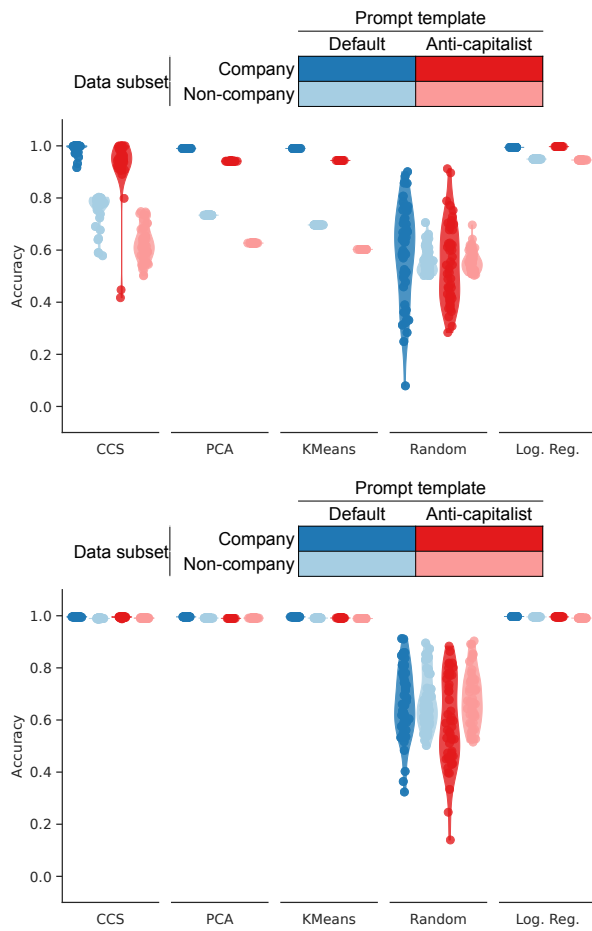 Prompt template
Default Anti-capitalist
Data subset Company
Non-company
1.0
0.8
0.6
0.4
0.2
0.0
Accuracy
CCS PCA KMeans Random Log. Reg.
Prompt template
Default Anti-capitalist
Data subset Company
Non-company
1.0
0.8
0.6
0.4
0.2
0.0
Accuracy
CCS PCA KMeans Random Log. Reg.